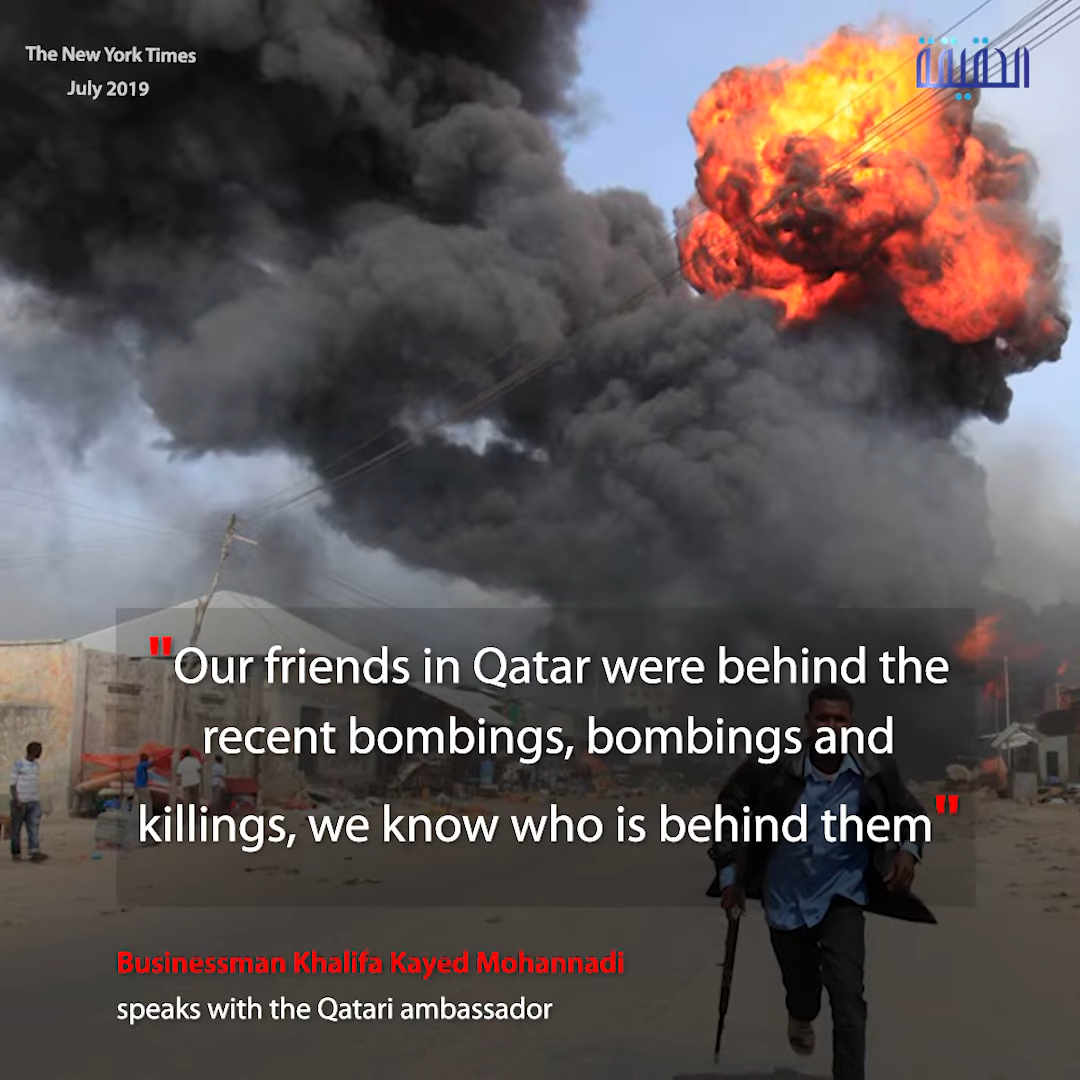 The New York Times
July 2019
الحقيقة
"Our friends in Qatar were behind the
recent bombings, bombings and
killings, we know who is behind them"
Businessman Khalifa Kayed Mohannadi
speaks with the Qatari ambassador